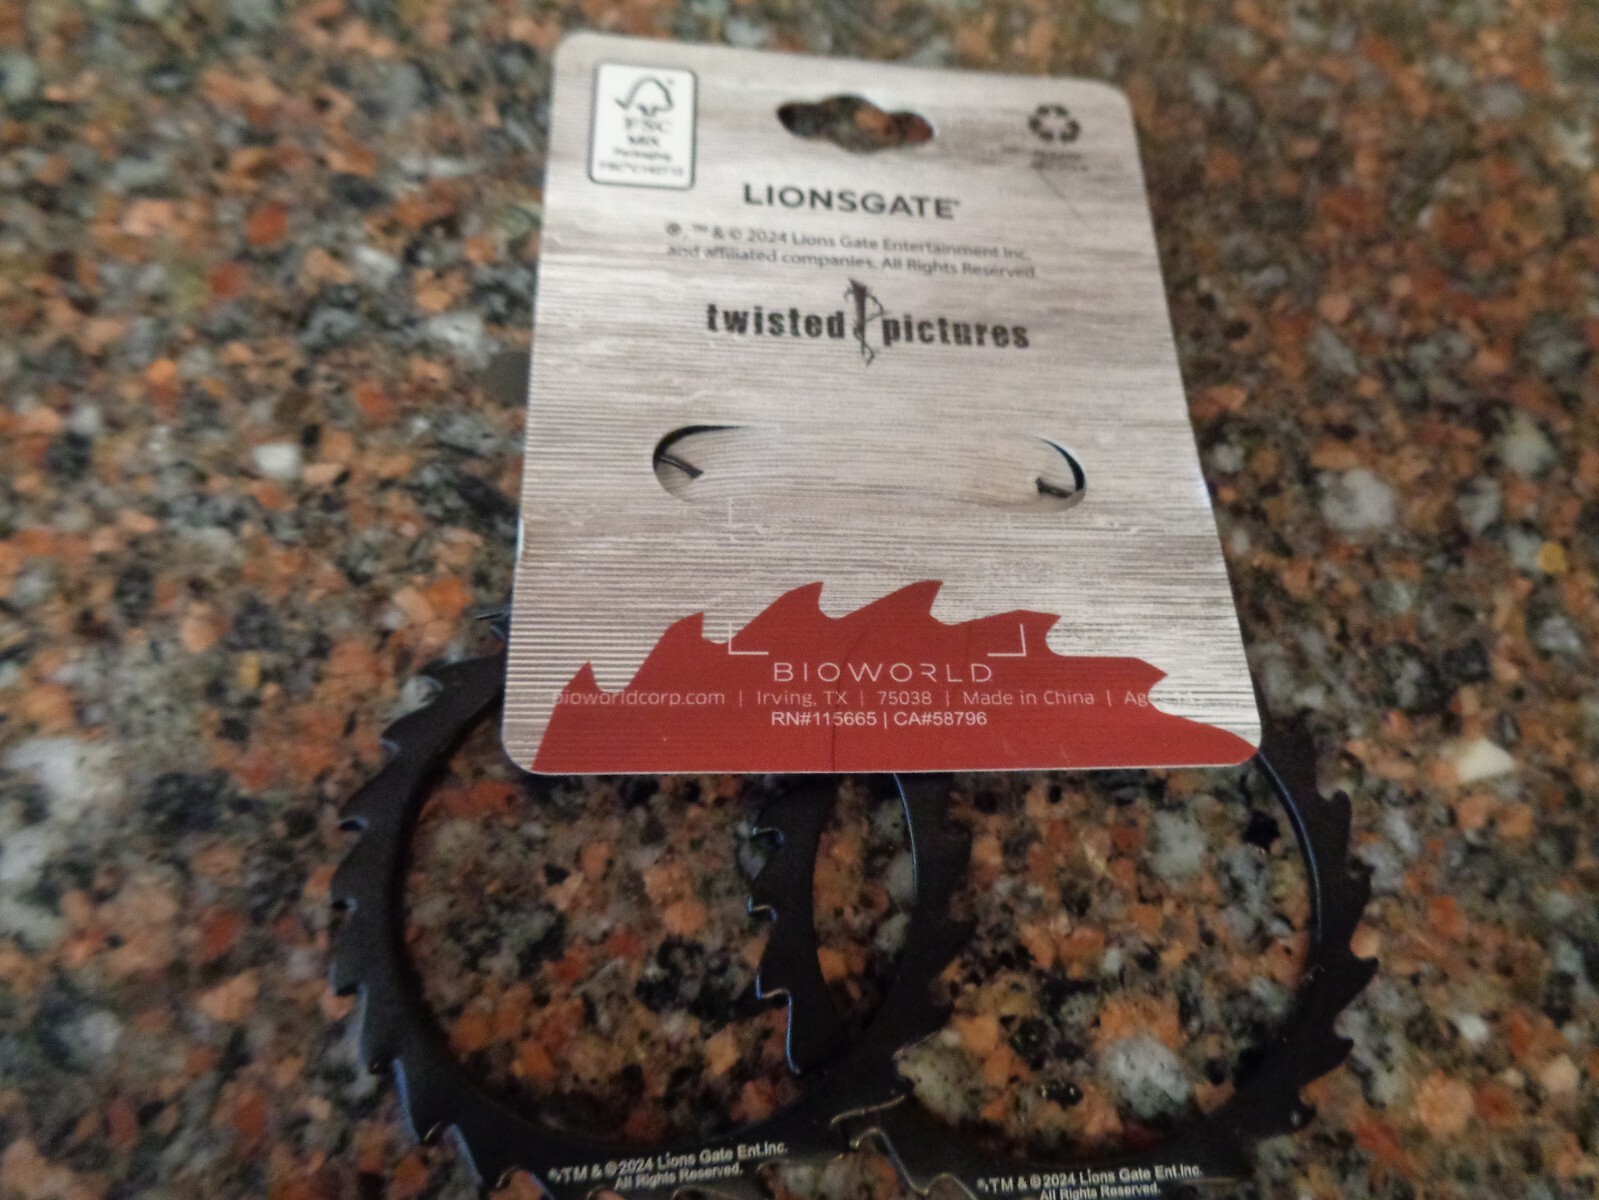 FSC
MIX
Packaging
LIONSGATE®
®, ™ & © 2024 Lions Gate Entertainment Inc.
and affiliated companies. All Rights Reserved.
twisted pictures
BIOWORLD
bioworldcorp.com | Irving, TX | 75038 | Made in China |
RN#115665 | CA#58796
®,TM & ©2024 Lions Gate Ent.Inc.
All Rights Reserved.
®,TM & ©2024 Lions Gate Ent.Inc.
All Rights Reserved.